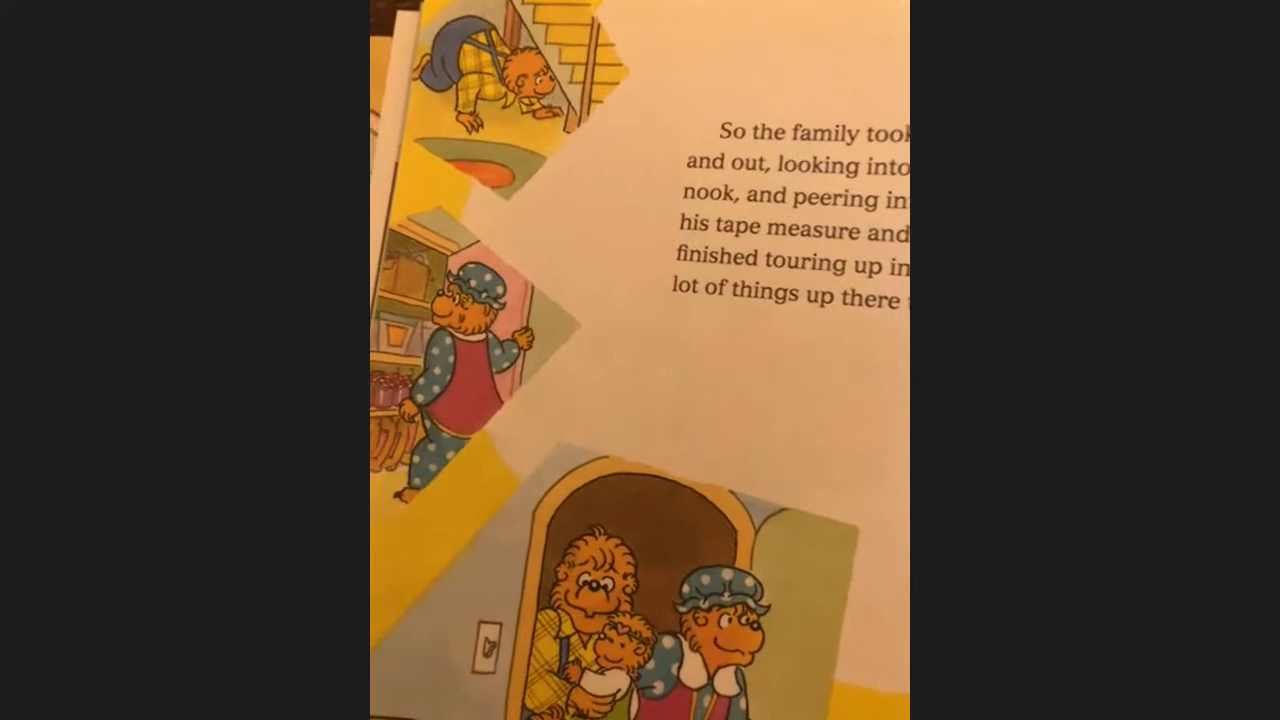 So the family took
and out, looking into
nook, and peering in
his tape measure and
finished touring up in
lot of things up there